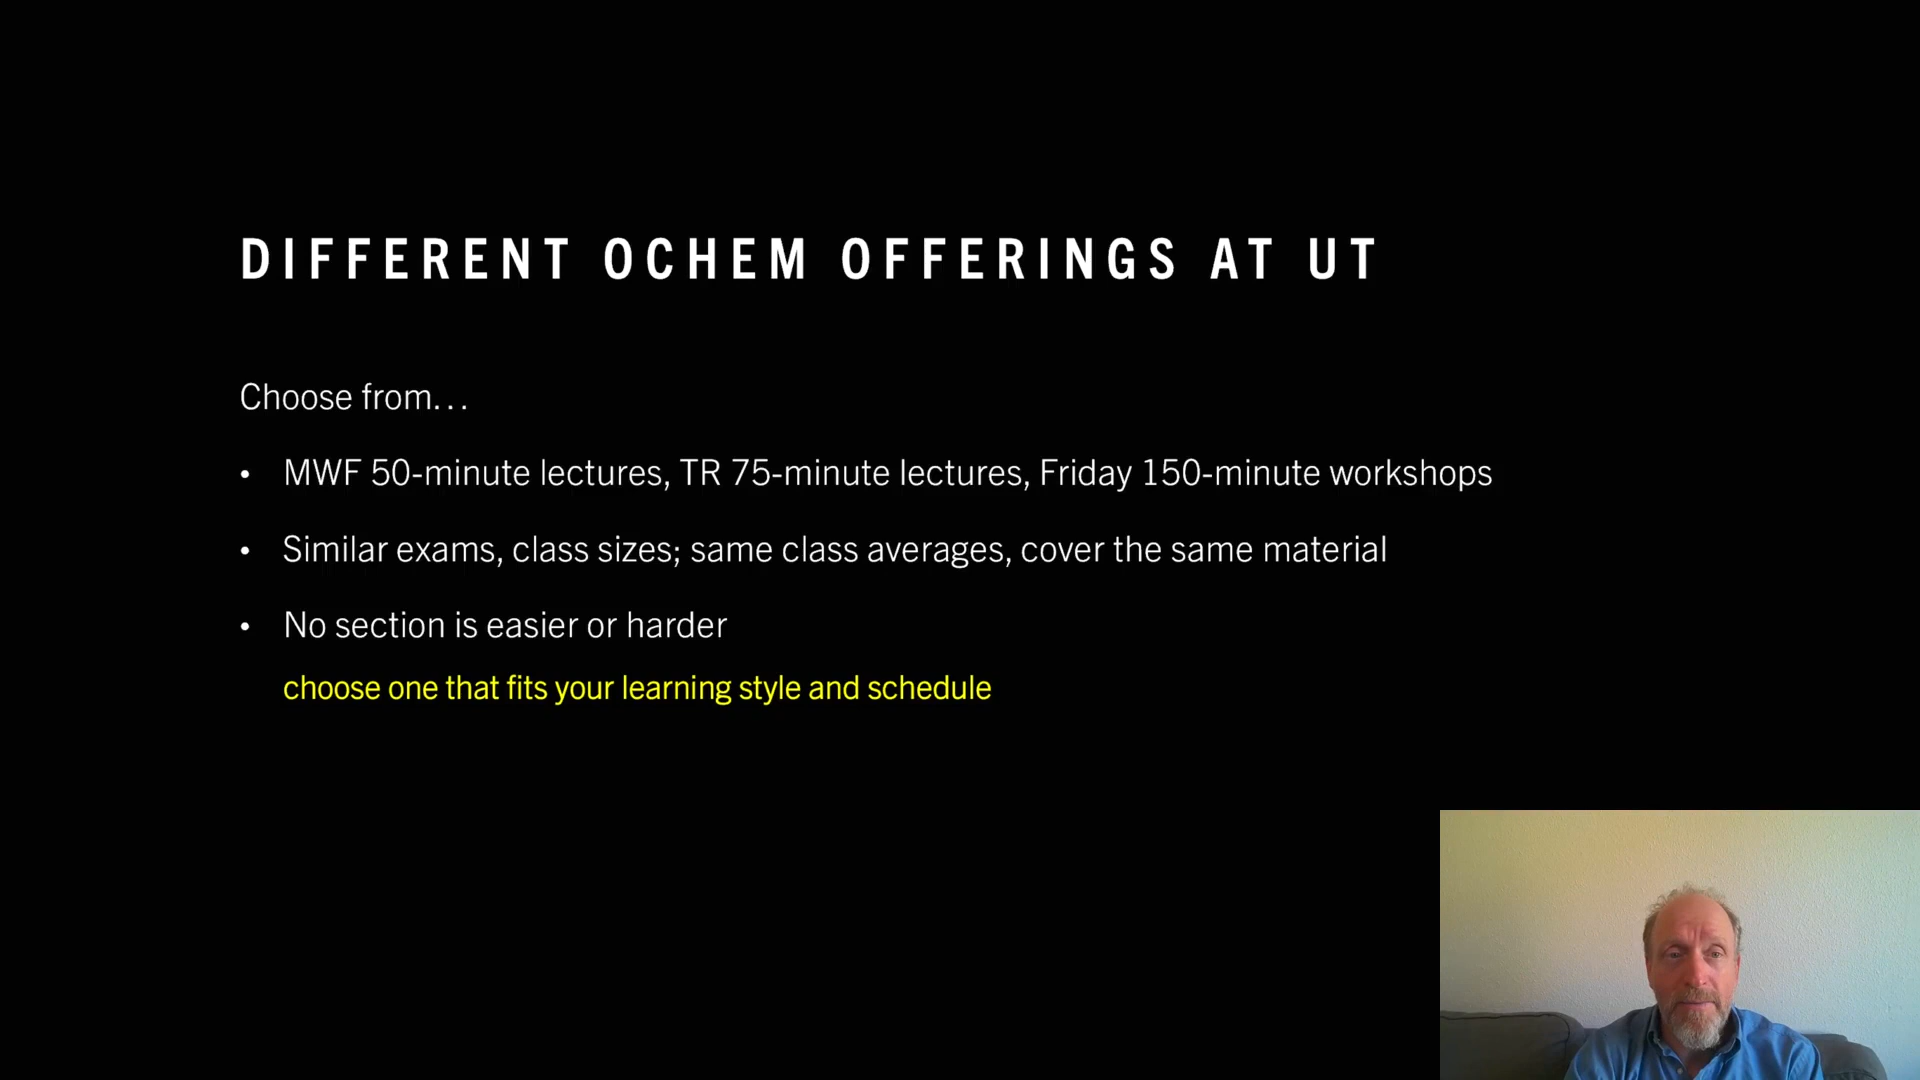 DIFFERENT OCHEM OFFERINGS AT UT
Choose from...
• MWF 50-minute lectures, TR 75-minute lectures, Friday 150-minute workshops
• Similar exams, class sizes; same class averages, cover the same material
• No section is easier or harder
choose one that fits your learning style and schedule